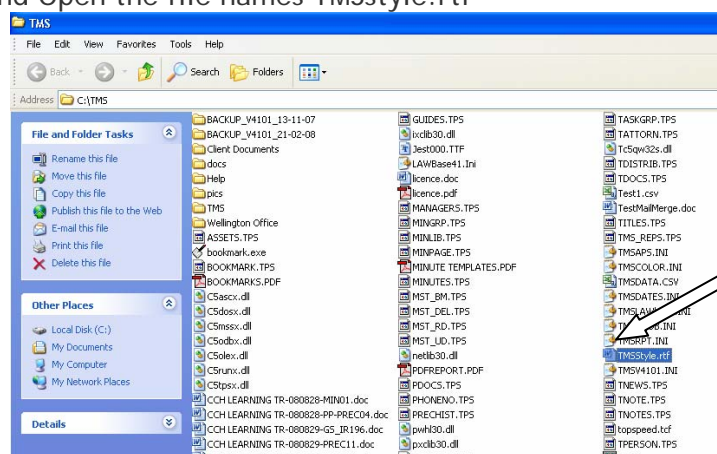 nd Open the file names TMSStyle.rtf
TMS
File Edit View Favorites Tools Help
Back Search Folders
Address C:\TMS
File and Folder Tasks
Rename this file
Move this file
Copy this file
Publish this file to the Web
E-mail this file
Print this file
Delete this file
Other Places
Local Disk (C:)
My Documents
My Computer
My Network Places
Details
BACKUP_V4101_13-11-07
BACKUP_V4101_21-02-08
Client Documents
docs
Help
pics
TMS
Wellington Office
ASSETS.TPS
bookmark.exe
BOOKMARK.TPS
BOOKMARKS.PDF
C5ascx.dll
C5dosx.dll
C5mssx.dll
C5odbx.dll
C5olex.dll
C5runx.dll
C5tpsx.dll
CCH LEARNING TR-080828-MIN01.doc
CCH LEARNING TR-080828-PP-PREC04.doc
CCH LEARNING TR-080829-GS_IR196.doc
CCH LEARNING TR-080829-PREC11.doc
GUIDES.TPS
ixclib30.dll
Jest000.TTF
LAWBase41.Ini
licence.doc
licence.pdf
MANAGERS.TPS
MINGRP.TPS
MINLIB.TPS
MINPAGE.TPS
MINUTE TEMPLATES.PDF
MINUTES.TPS
MST_BM.TPS
MST_DEL.TPS
MST_RD.TPS
MST_UD.TPS
netlib30.dll
PDFREPORT.PDF
PDOCS.TPS
PHONENO.TPS
PRECHIST.TPS
pwhl30.dll
pxclib30.dll
TASKGRP.TPS
TATTORN.TPS
Tc5qw32s.dll
TDISTRIB.TPS
TDOCS.TPS
Test1.csv
TestMailMerge.doc
TITLES.TPS
TMS_REPS.TPS
TMSAPS.INI
TMSCOLOR.INI
TMSDATA.CSV
TMSDATES.INI
TMSRPT.INI
TMSStyle.rtf
TMSV4101.INI
TNEWS.TPS
TNOTE.TPS
TNOTES.TPS
topspeed.tcf
TPERSON.TPS